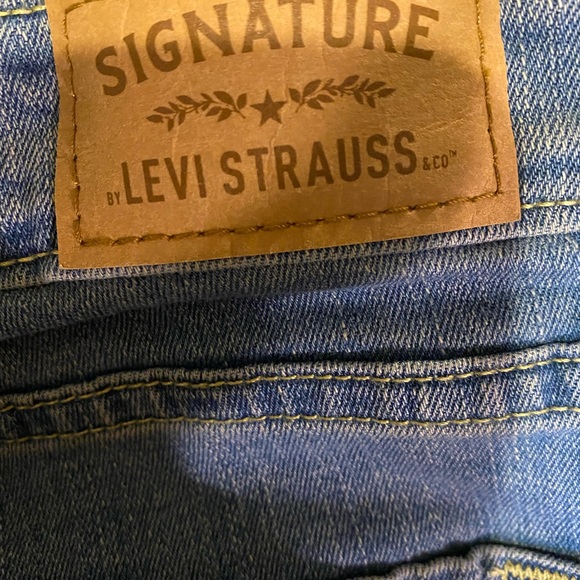 SIGNATURE
BY LEVI STRAUSS & CO™